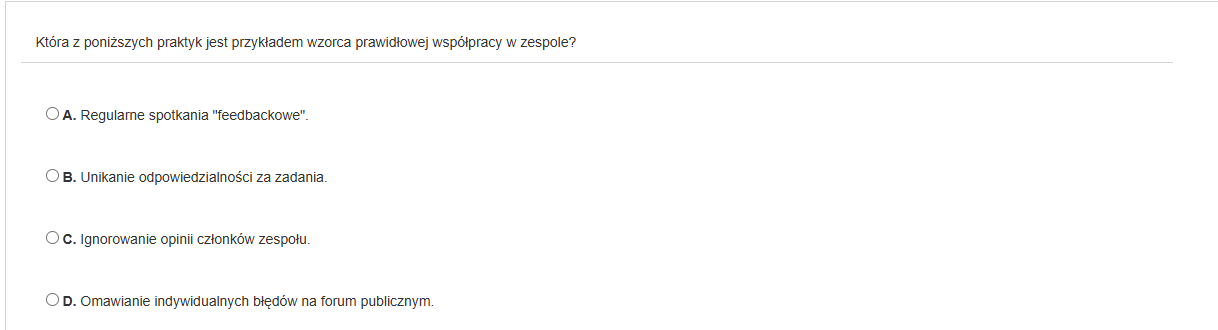 Która z poniższych praktyk jest przykładem wzorca prawidłowej współpracy w zespole?
A. Regularne spotkania "feedbackowe".
B. Unikanie odpowiedzialności za zadania.
C. Ignorowanie opinii członków zespołu.
D. Omawianie indywidualnych błędów na forum publicznym.